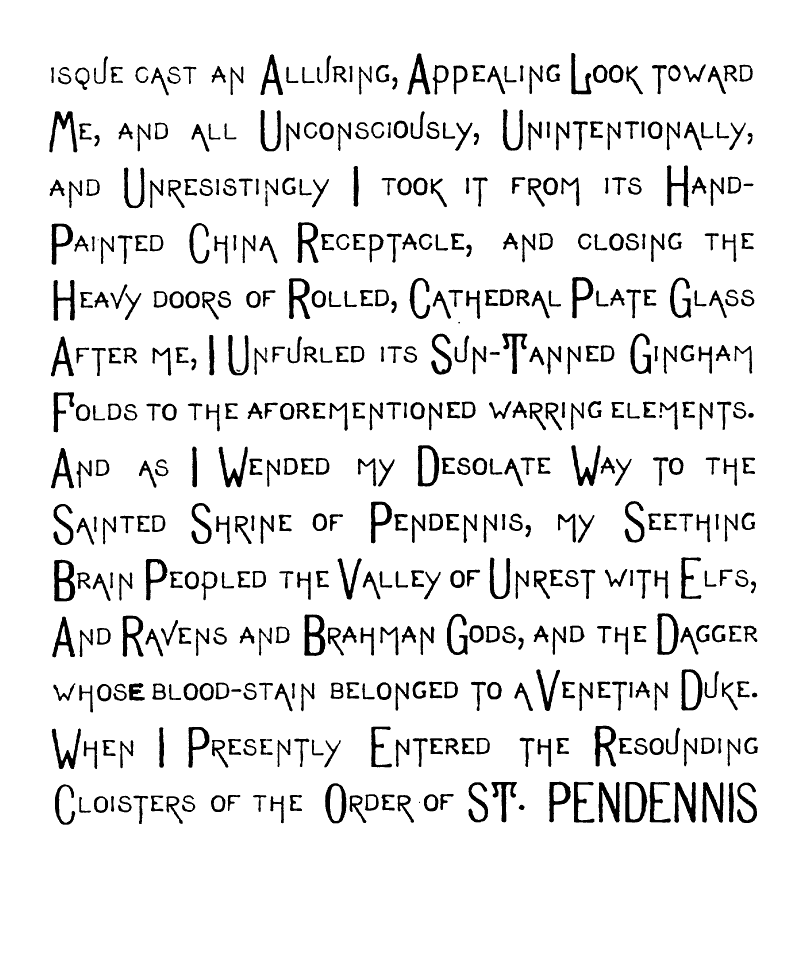 isque cast an Alluring, Appealing Look toward
Me, and all Unconsciously, Unintentionally,
and Unresistingly I took it from its Hand-
Painted China Receptacle, and closing the
Heavy doors of Rolled, Cathedral Plate Glass
After me, I Unfurled its Sun-Tanned Gingham
Folds to the aforementioned warring elements.
And as I Wended my Desolate Way to the
Sainted Shrine of Pendennis, my Seething
Brain Peopled the Valley of Unrest with Elfs,
And Ravens and Brahman Gods, and the Dagger
whose blood-stain belonged to a Venetian Duke.
When I Presently Entered the Resounding
Cloisters of the Order of ST. PENDENNIS